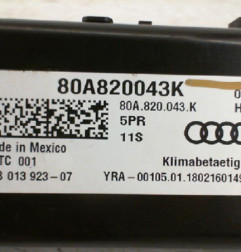 80A820043K
80A.820.043.K H
5PR
11S
de in Mexico
TC 001 Klimabetaetig
013 923-07 YRA-00105.01.1802160149